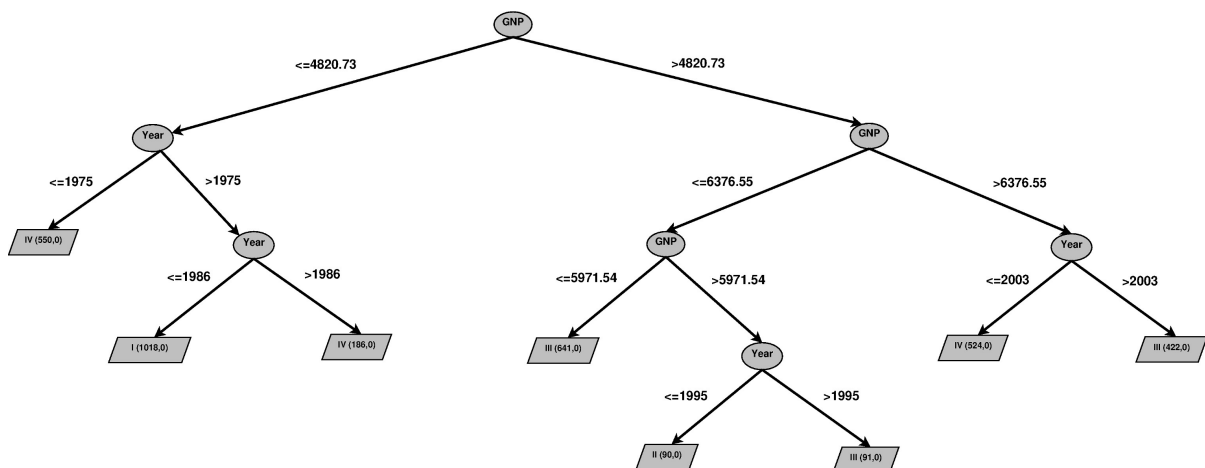 GNP
<=4820.73
>4820.73
Year
GNP
<=1975
>1975
<=6376.55
>6376.55
IV (550,0)
Year
GNP
Year
<=1986
>1986
<=5971.54
>5971.54
<=2003
>2003
I (1018,0)
IV (186,0)
III (641,0)
Year
IV (524,0)
III (422,0)
<=1995
>1995
II (90,0)
III (91,0)